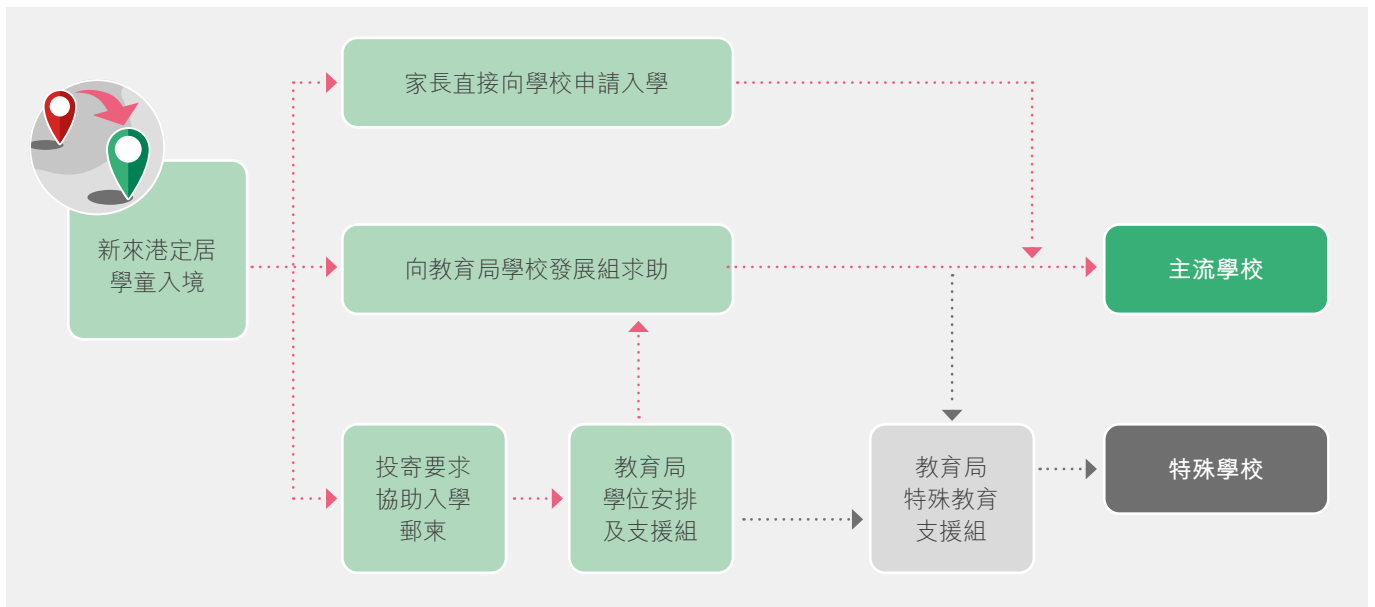 家長直接向學校申請入學
新來港定居
學童入境
向教育局學校發展組求助
主流學校
投寄要求
協助入學
郵柬
教育局
學位安排
及支援組
教育局
特殊教育
支援組
特殊學校